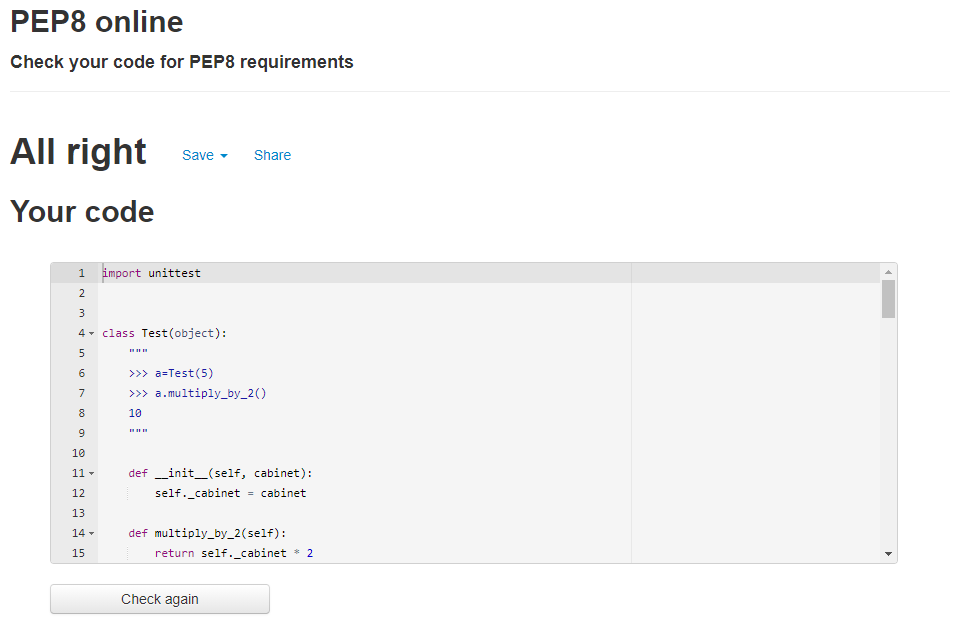 PEP8 online
Check your code for PEP8 requirements
All right Save Share
Your code
1 import unittest
2
3
4 class Test(object):
5     """
6     >>> a=Test(5)
7     >>> a.multiply_by_2()
8     10
9     """
10
11     def __init__(self, cabinet):
12         self._cabinet = cabinet
13
14     def multiply_by_2(self):
15         return self._cabinet * 2
Check again